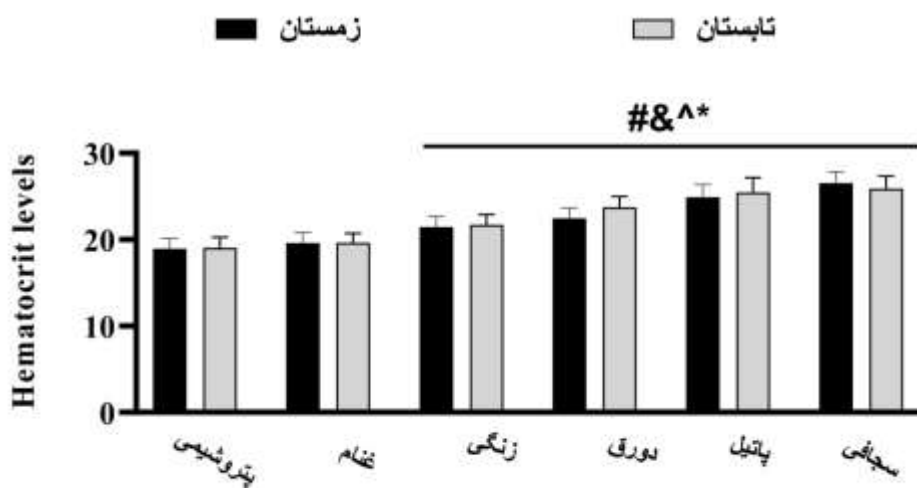 زمستان
تابستان
#&^*
Hematocrit levels
30
20
10
0
پتروشیمی
غنام
زنگی
دورق
پاتیل
سجافی